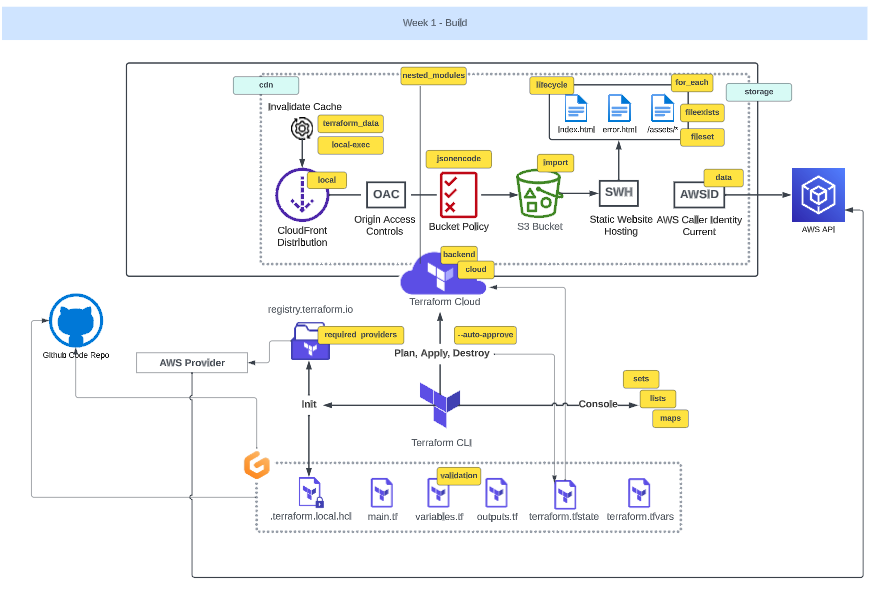 Week 1 - Build
nested_modules
cdn
lifecycle
for_each
storage
Invalidate Cache
terraform_data
local-exec
index.html
error.html
/assets/*
fileexists
fileset
jsonencode
import
local
data
OAC
SWH
AWSID
CloudFront
Distribution
Origin Access
Controls
Bucket Policy
S3 Bucket
Static Website
Hosting
AWS Caller Identity
Current
AWS API
backend
cloud
Terraform Cloud
registry.terraform.io
required_providers
--auto-approve
Github Code Repo
AWS Provider
Plan, Apply, Destroy
sets
lists
maps
Init
Console
Terraform CLI
validation
.terraform.local.hcl
main.tf
variables.tf
outputs.tf
terraform.tfstate
terraform.tfvars